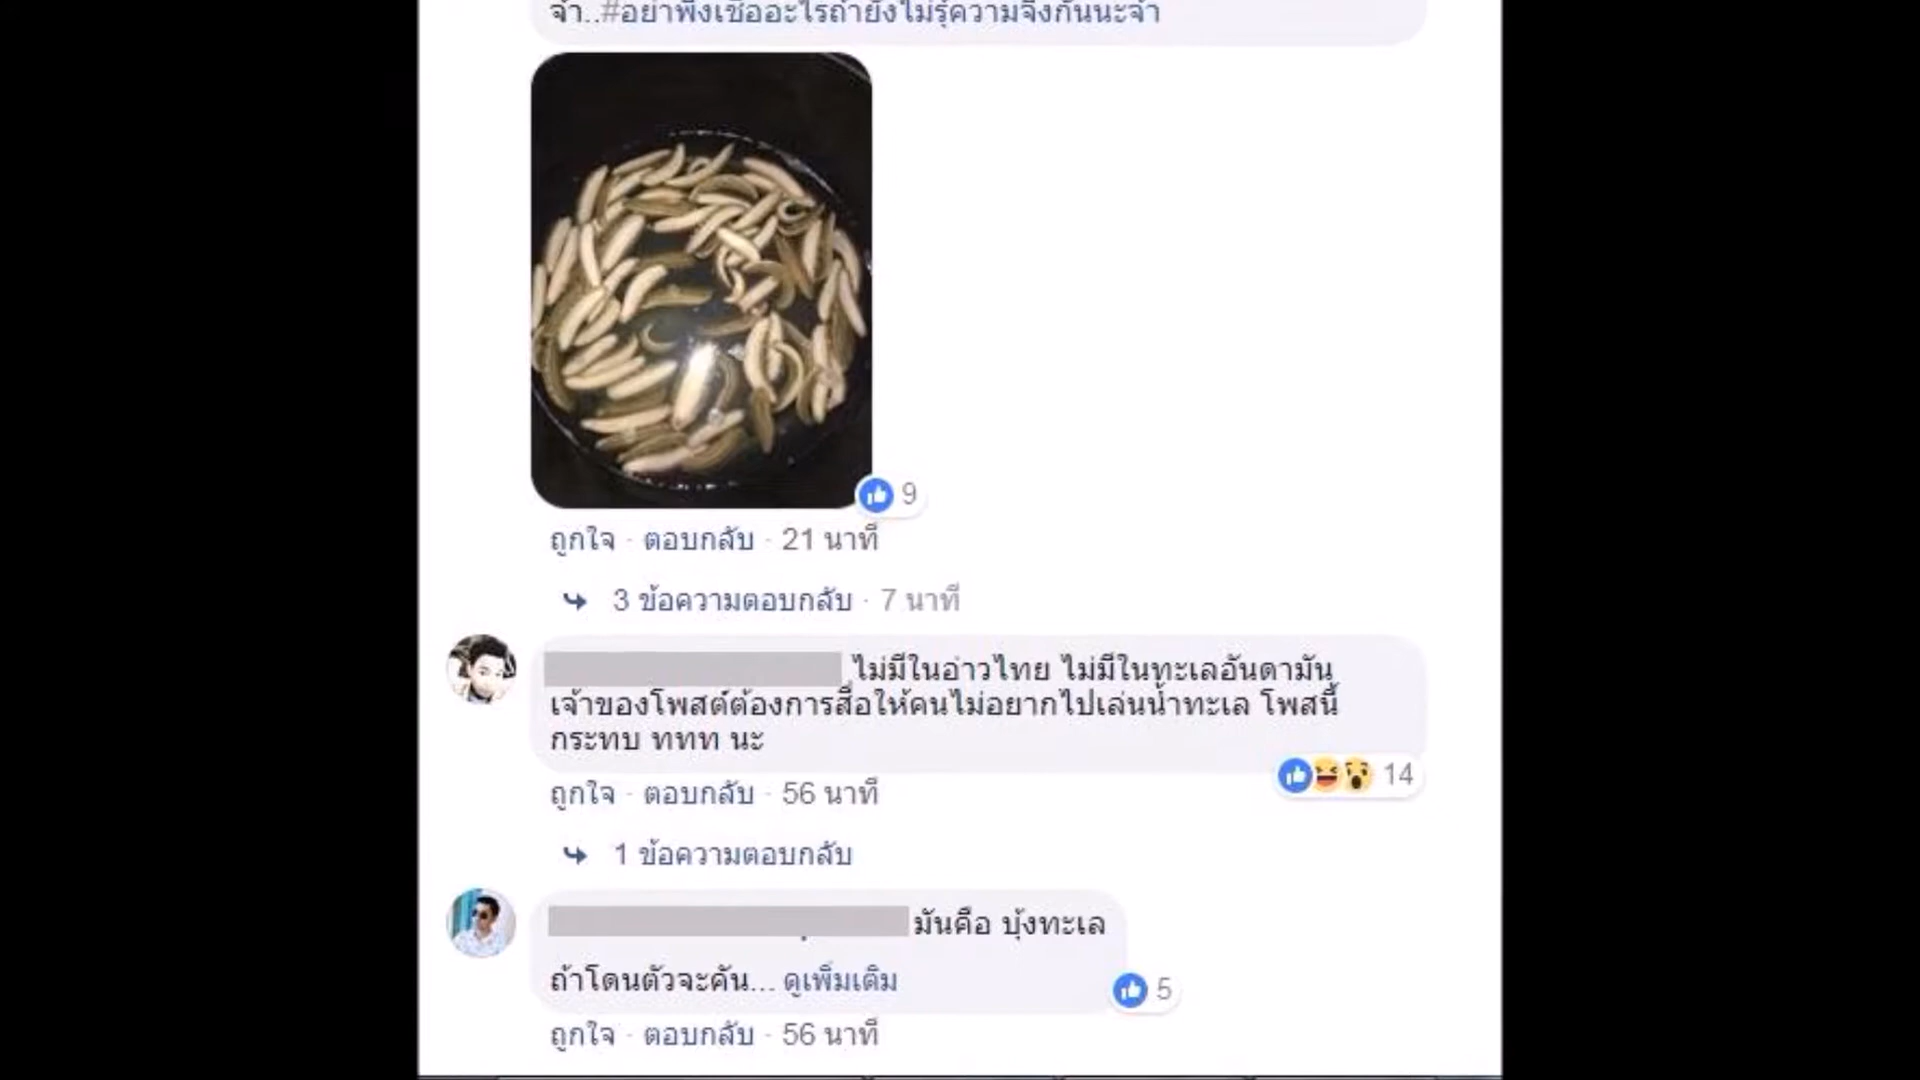 จ้า..#อย่าพึ่งเชื่ออะไรถ้ายังไม่รู้ความจิงกันนะจ้า
9
ถูกใจ · ตอบกลับ · 21 นาที
3 ข้อความตอบกลับ · 7 นาที
ไม่มีในอ่าวไทย ไม่มีในทะเลอันดามัน
เจ้าของโพสต์ต้องการสื่อให้คนไม่อยากไปเล่นน้ำทะเล โพสนี้
กระทบ ททท นะ
14
ถูกใจ · ตอบกลับ · 56 นาที
1 ข้อความตอบกลับ
มันคือ บุ้งทะเล
ถ้าโดนตัวจะคัน... ดูเพิ่มเติม
5
ถูกใจ · ตอบกลับ · 56 นาที